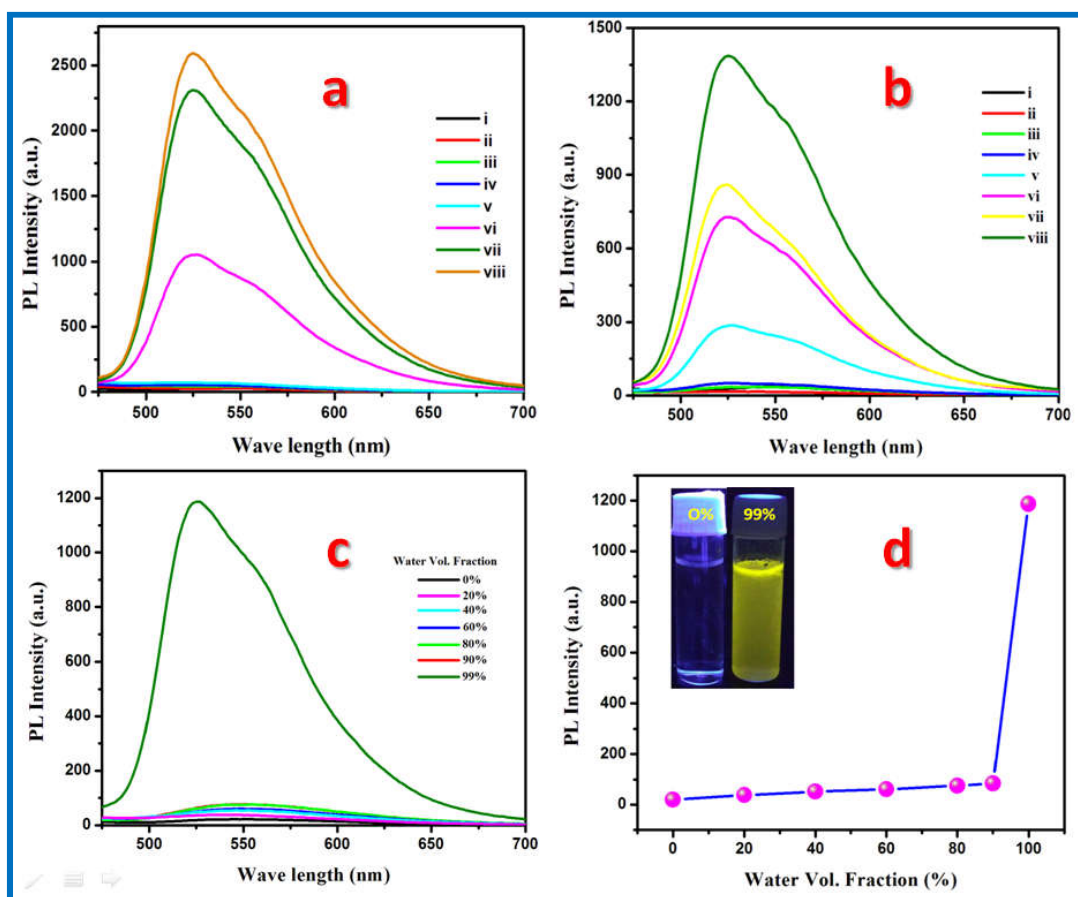 a
PL Intensity (a.u.)
2500
2000
1500
1000
500
0
500
550
600
650
700
Wave length (nm)
i
ii
iii
iv
v
vi
vii
viii
b
PL Intensity (a.u.)
1500
1200
900
600
300
0
500
550
600
650
700
Wave length (nm)
i
ii
iii
iv
v
vi
vii
viii
c
PL Intensity (a.u.)
1200
1000
800
600
400
200
0
500
550
600
650
700
Wave length (nm)
Water Vol. Fraction
0%
20%
40%
60%
80%
90%
99%
d
PL Intensity (a.u.)
1200
1000
800
600
400
200
0
0
20
40
60
80
100
Water Vol. Fraction (%)
O%
99%